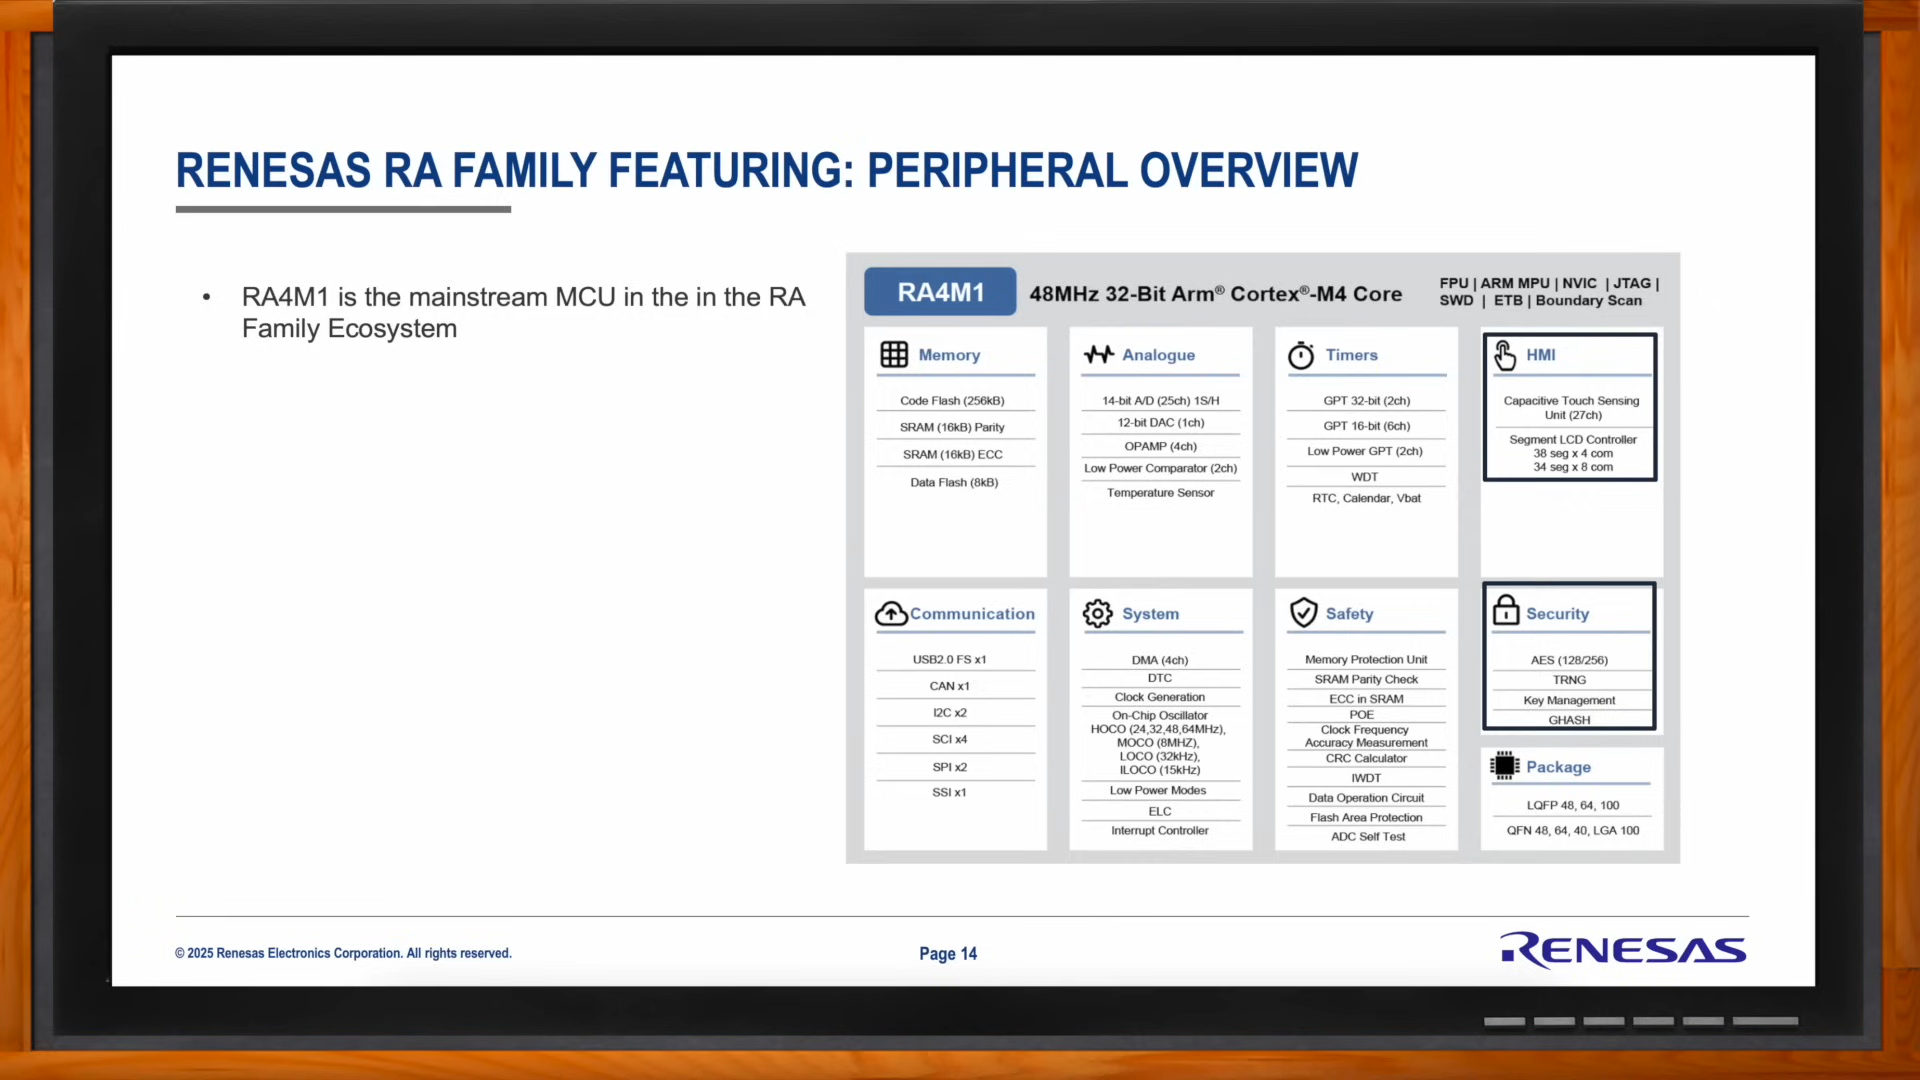 RENESAS RA FAMILY FEATURING: PERIPHERAL OVERVIEW
• RA4M1 is the mainstream MCU in the in the RA
Family Ecosystem
RA4M1
48MHz 32-Bit Arm® Cortex®-M4 Core
FPU | ARM MPU | NVIC | JTAG |
SWD | ETB | Boundary Scan
Memory
Code Flash (256kB)
SRAM (16kB) Parity
SRAM (16kB) ECC
Data Flash (8kB)
Analogue
14-bit A/D (25ch) 1S/H
12-bit DAC (1ch)
OPAMP (4ch)
Low Power Comparator (2ch)
Temperature Sensor
Timers
GPT 32-bit (2ch)
GPT 16-bit (6ch)
Low Power GPT (2ch)
WDT
RTC, Calendar, Vbat
HMI
Capacitive Touch Sensing
Unit (27ch)
Segment LCD Controller
38 seg x 4 com
34 seg x 8 com
Communication
USB2.0 FS x1
CAN x1
I2C x2
SCI x4
SPI x2
SSI x1
System
DMA (4ch)
DTC
Clock Generation
On-Chip Oscillator
HOCO (24,32,48,64MHz),
MOCO (8MHZ),
LOCO (32kHz),
ILOCO (15kHz)
Low Power Modes
ELC
Interrupt Controller
Safety
Memory Protection Unit
SRAM Parity Check
ECC in SRAM
POE
Clock Frequency
Accuracy Measurement
CRC Calculator
IWDT
Data Operation Circuit
Flash Area Protection
ADC Self Test
Security
AES (128/256)
TRNG
Key Management
GHASH
Package
LQFP 48, 64, 100
QFN 48, 64, 40, LGA 100
© 2025 Renesas Electronics Corporation. All rights reserved.
Page 14
RENESAS